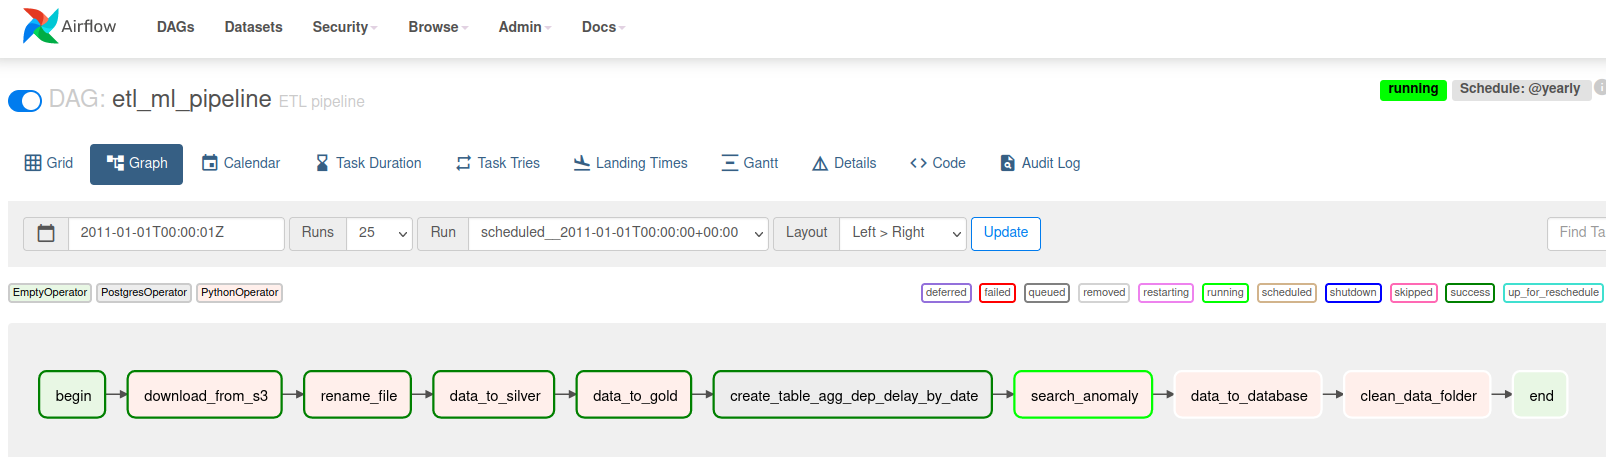 Airflow DAGs Datasets Security Browse Admin Docs
DAG: etl_ml_pipeline ETL pipeline running Schedule: @yearly
Grid Graph Calendar Task Duration Task Tries Landing Times Gantt Details Code Audit Log
2011-01-01T00:00:01Z Runs 25 Run scheduled__2011-01-01T00:00:00+00:00 Layout Left > Right Update Find Ta
EmptyOperator PostgresOperator PythonOperator deferred failed queued removed restarting running scheduled shutdown skipped success up_for_reschedule
begin download_from_s3 rename_file data_to_silver data_to_gold create_table_agg_dep_delay_by_date search_anomaly data_to_database clean_data_folder end